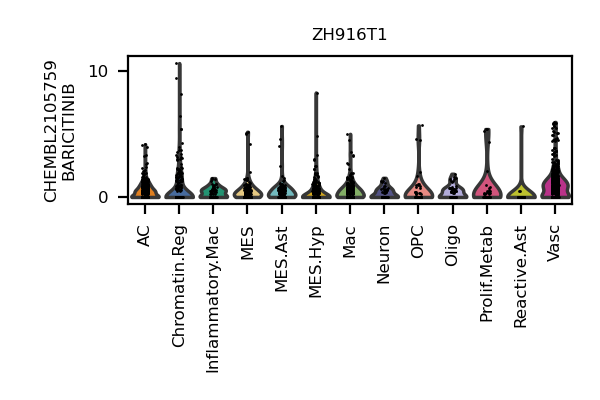 ZH916T1
CHEMBL2105759
BARICITINIB
10
0
AC
Chromatin.Reg
Inflammatory.Mac
MES
MES.Ast
MES.Hyp
Mac
Neuron
OPC
Oligo
Prolif.Metab
Reactive.Ast
Vasc